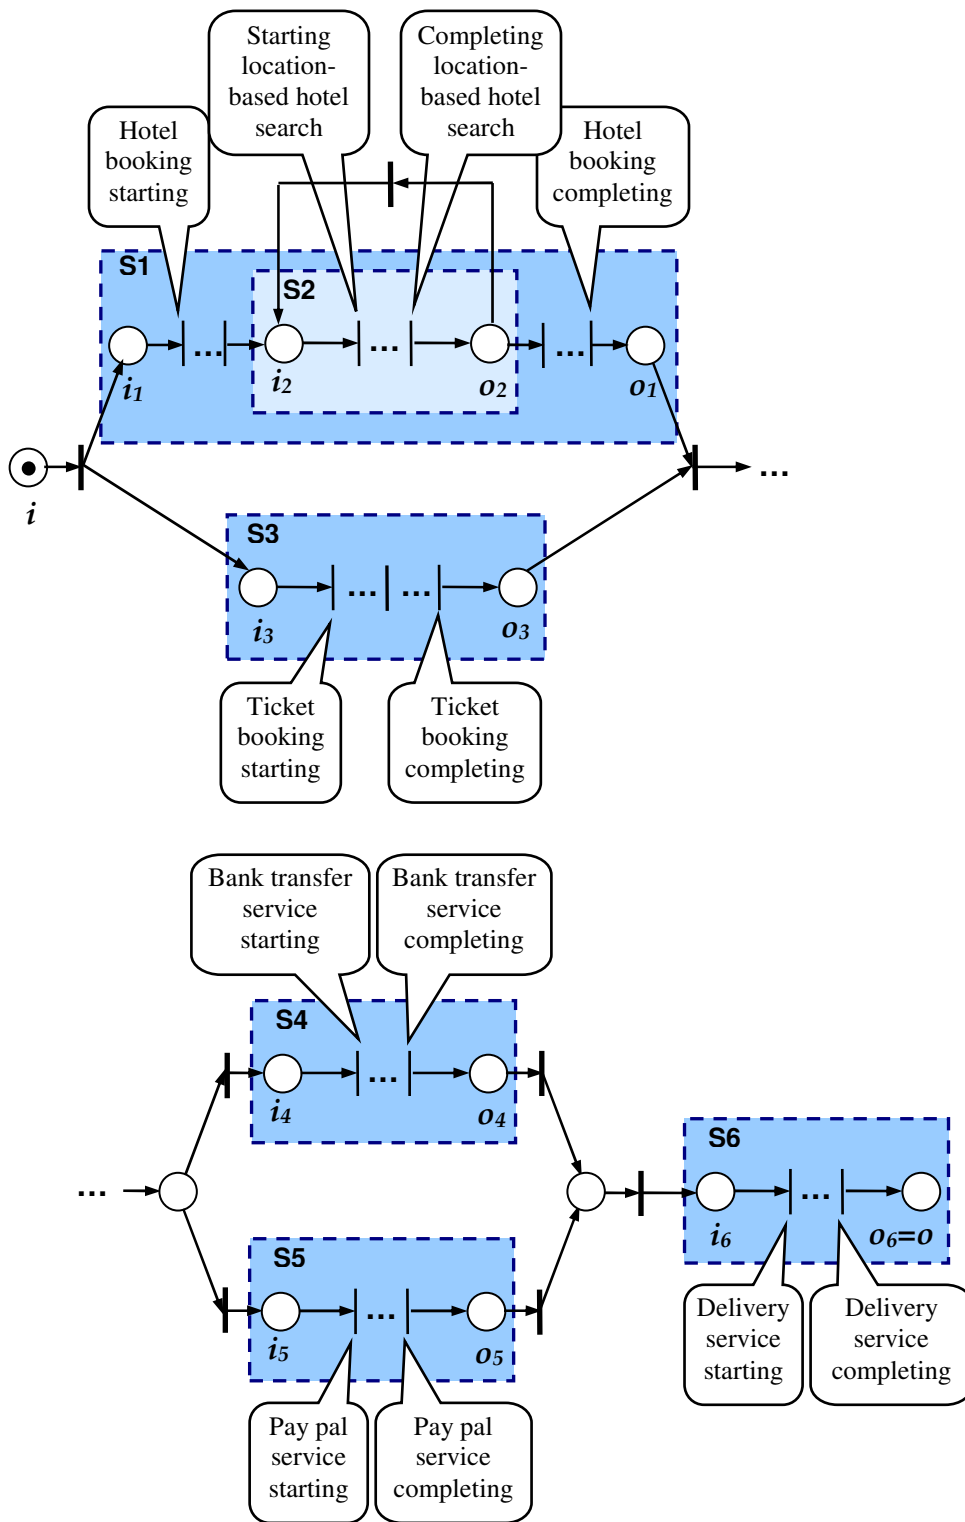 Starting
location-
based hotel
search
Completing
location-
based hotel
search
Hotel
booking
starting
Hotel
booking
completing
S1
S2
...
...
...
i1
i2
o2
o1
i
...
S3
... ...
i3
o3
Ticket
booking
starting
Ticket
booking
completing
Bank transfer
service
starting
Bank transfer
service
completing
S4
...
i4
o4
...
S6
...
i6
o6=o
S5
...
i5
o5
Delivery
service
starting
Delivery
service
completing
Pay pal
service
starting
Pay pal
service
completing